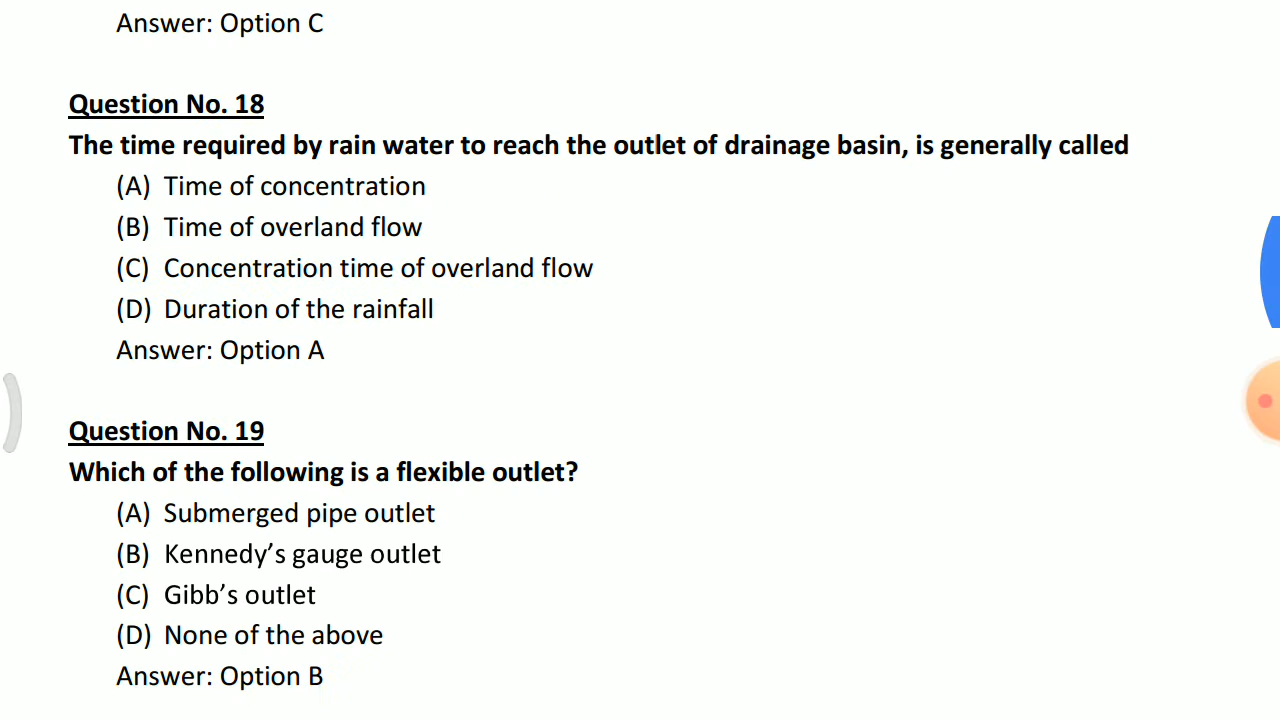 Answer: Option C
Question No. 18
The time required by rain water to reach the outlet of drainage basin, is generally called
(A) Time of concentration
(B) Time of overland flow
(C) Concentration time of overland flow
(D) Duration of the rainfall
Answer: Option A
Question No. 19
Which of the following is a flexible outlet?
(A) Submerged pipe outlet
(B) Kennedy’s gauge outlet
(C) Gibb’s outlet
(D) None of the above
Answer: Option B